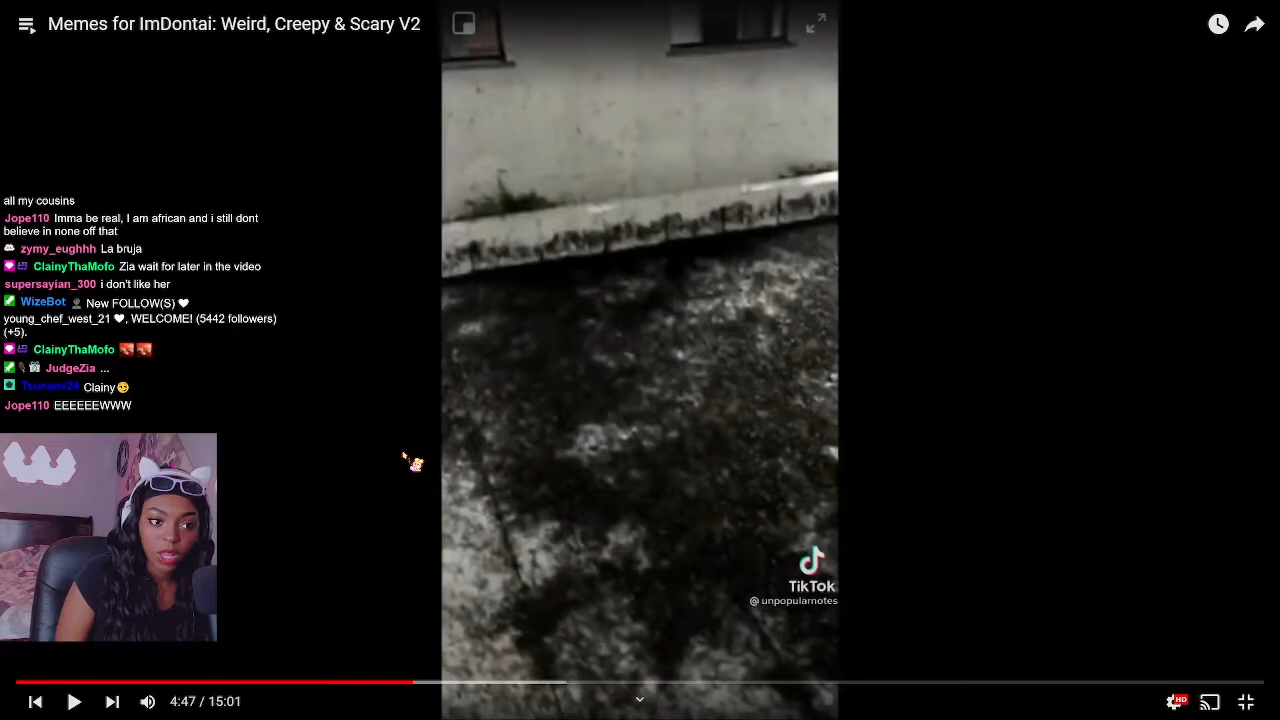 Memes for ImDontai: Weird, Creepy & Scary V2
all my cousins
Jope110 Imma be real, I am african and i still dont
believe in none off that
zymy_eughhh La bruja
ClainyThaMofo Zia wait for later in the video
supersayian_300 i don't like her
WizeBot New FOLLOW(S)
young_chef_west_21 , WELCOME! (5442 followers)
(+5).
ClainyThaMofo
JudgeZia ...
Tsunami24 Clainy
Jope110 EEEEEEWWW
TikTok
@ unpopularnotes
4:47 / 15:01
HD